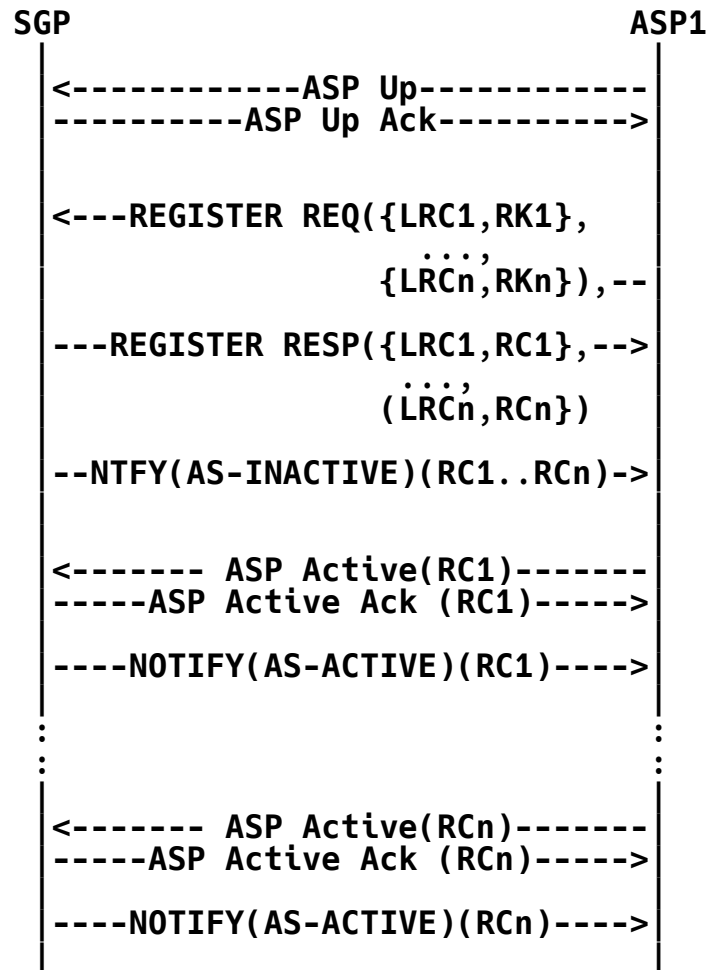 SGP ASP1
<------------ASP Up------------
----------ASP Up Ack---------->
<---REGISTER REQ({LRC1,RK1},
...,
{LRCn,RKn}),--
---REGISTER RESP({LRC1,RC1},-->
...,
(LRCn,RCn})
--NTFY(AS-INACTIVE)(RC1..RCn)->
<------- ASP Active(RC1)-------
-----ASP Active Ack (RC1)----->
----NOTIFY(AS-ACTIVE)(RC1)---->
: :
: :
<------- ASP Active(RCn)-------
-----ASP Active Ack (RCn)----->
----NOTIFY(AS-ACTIVE)(RCn)---->